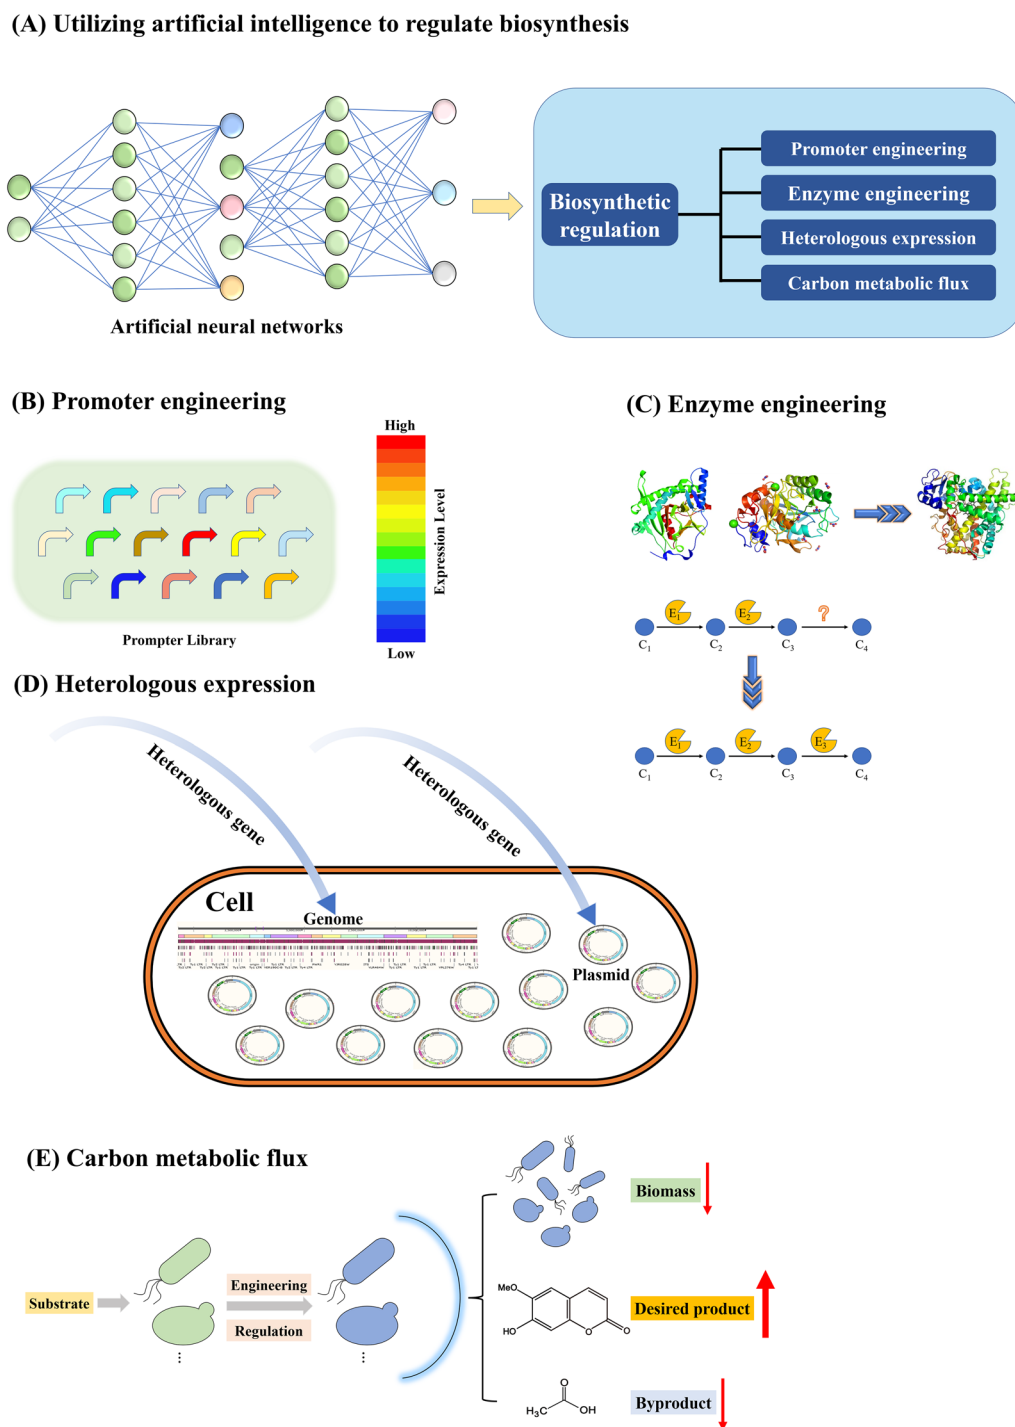 (A) Utilizing artificial intelligence to regulate biosynthesis
Artificial neural networks
Biosynthetic
regulation
Promoter engineering
Enzyme engineering
Heterologous expression
Carbon metabolic flux
(B) Promoter engineering
Prompter Library
High
Expression Level
Low
(C) Enzyme engineering
E1
E2
?
C1
C2
C3
C4
E1
E2
E3
C1
C2
C3
C4
(D) Heterologous expression
Heterologous gene
Heterologous gene
Cell
Genome
Plasmid
(E) Carbon metabolic flux
Substrate
Engineering
Regulation
Biomass
MeO
HO
O
O
Desired product
O
H3C
OH
Byproduct